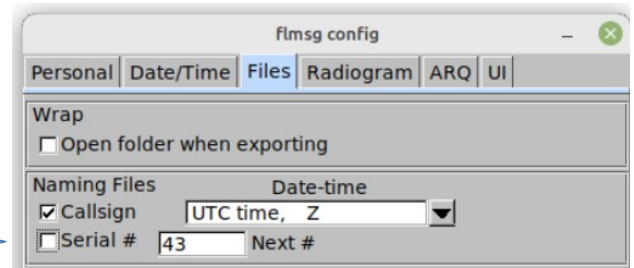 flmsg config
Personal Date/Time Files Radiogram ARQ UI
Wrap
Open folder when exporting
Naming Files Date-time
Callsign UTC time, Z
Serial # 43 Next #